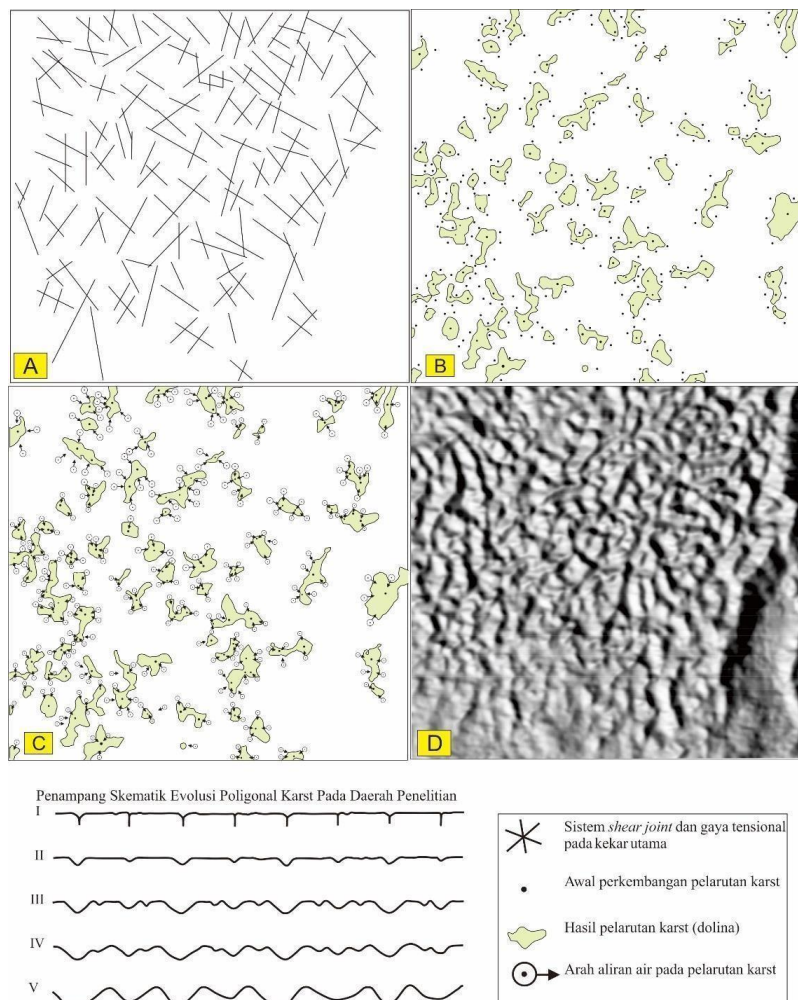 A
B
C
D
Penampang Skematik Evolusi Poligonal Karst Pada Daerah Penelitian
I
II
III
IV
V
Sistem shear joint dan gaya tensional
pada kekar utama
Awal perkembangan pelarutan karst
Hasil pelarutan karst (dolina)
Arah aliran air pada pelarutan karst